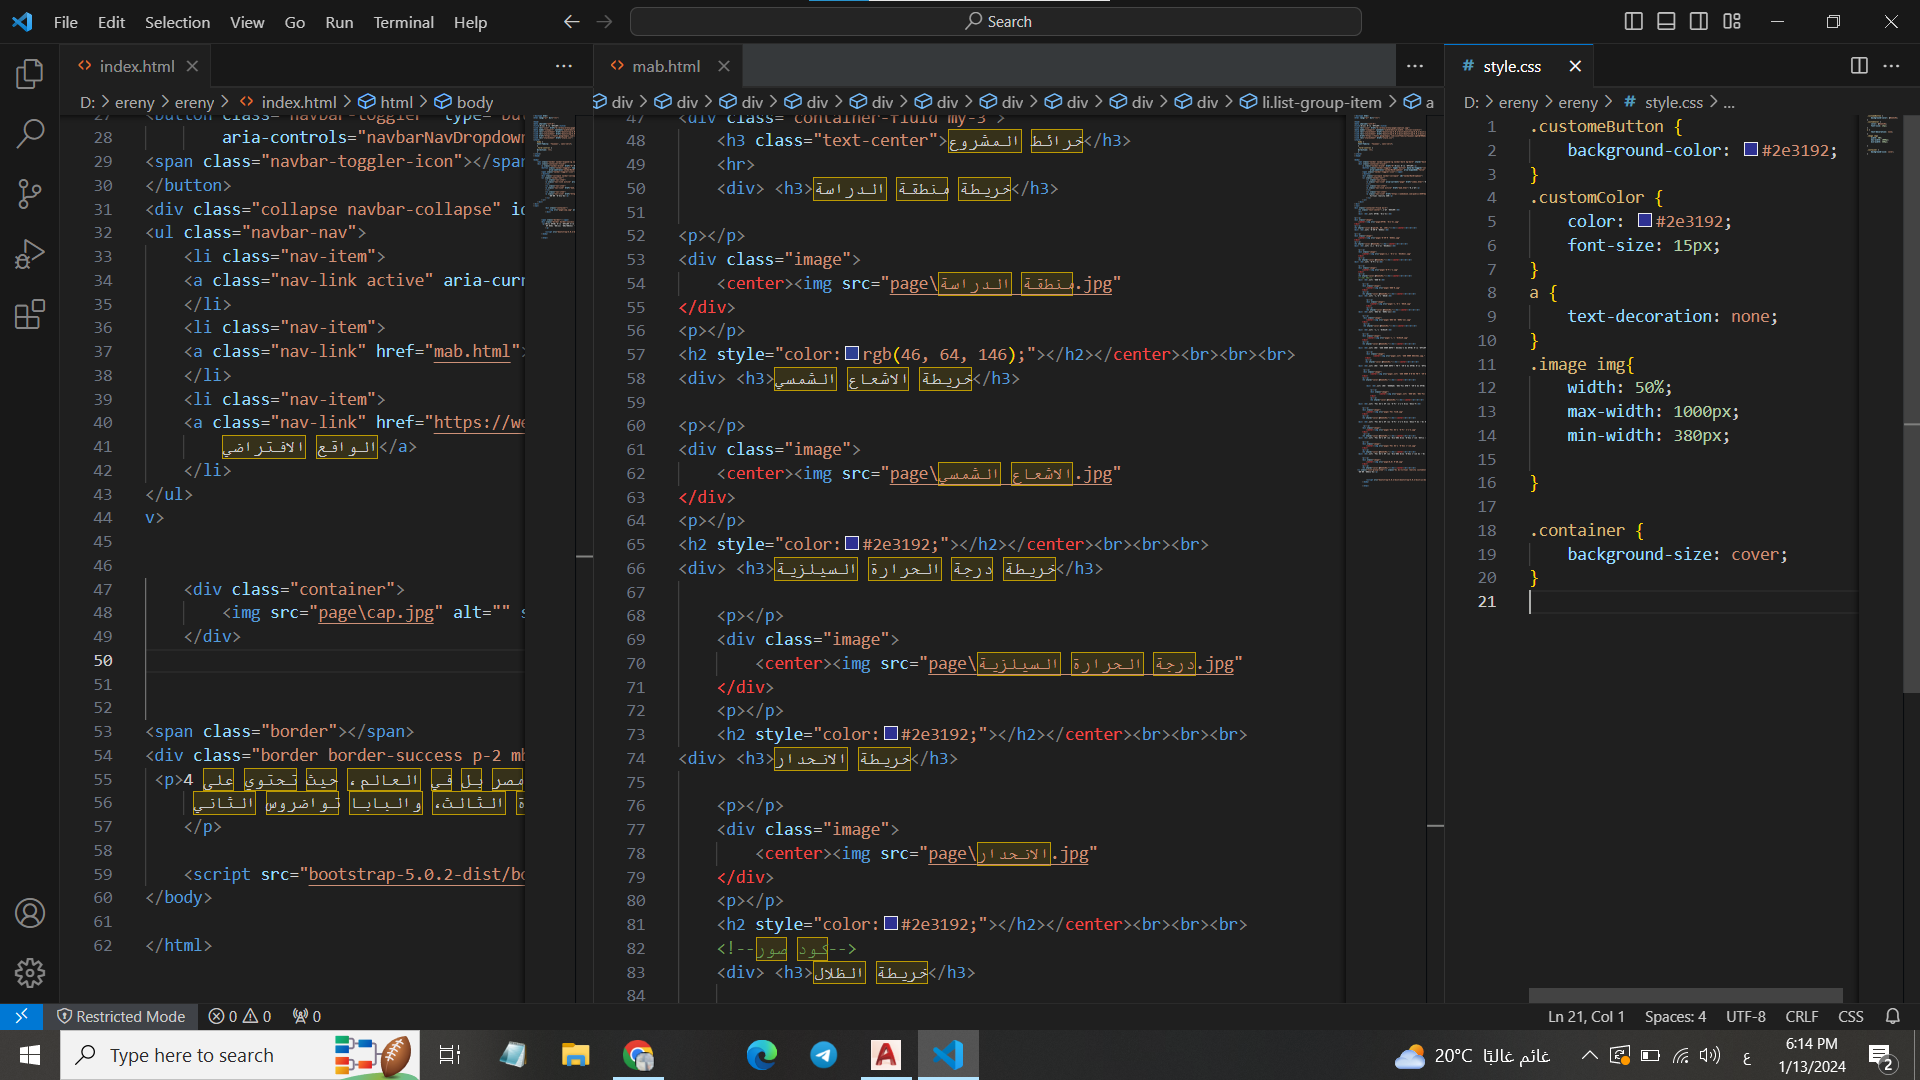 File Edit Selection View Go Run Terminal Help
Search
index.html
D: > ereny > ereny > index.html > html > body
28 aria-controls="navbarNavDropdown
29 <span class="navbar-toggler-icon"></span
30 </button>
31 <div class="collapse navbar-collapse" id
32 <ul class="navbar-nav">
33 <li class="nav-item">
34 <a class="nav-link active" aria-curr
35 </li>
36 <li class="nav-item">
37 <a class="nav-link" href="mab.html">
38 </li>
39 <li class="nav-item">
40 <a class="nav-link" href="https://we
41 الواقع الافتراضي</a>
42 </li>
43 </ul>
44 v>
45
46
47 <div class="container">
48 <img src="page\cap.jpg" alt="" s
49 </div>
50
51
52
53 <span class="border"></span>
54 <div class="border border-success p-2 mb
55 <p>4 مصر بل في العالم، حيث تحتوي على
56 ة الثالث، والبابا تواضروس الثاني
57 </p>
58
59 <script src="bootstrap-5.0.2-dist/bo
60 </body>
61
62 </html>
mab.html
div > div > div > div > div > div > div > div > div > div > li.list-group-item > a
47 <div class="container-fluid my-3">
48 <h3 class="text-center">خرائط المشروع</h3>
49 <hr>
50 <div> <h3>خريطة منطقة الدراسة</h3>
51
52 <p></p>
53 <div class="image">
54 <center><img src="page\منطقة الدراسة.jpg"
55 </div>
56 <p></p>
57 <h2 style="color:rgb(46, 64, 146);"></h2></center><br><br><br>
58 <div> <h3>خريطة الاشعاع الشمسي</h3>
59
60 <p></p>
61 <div class="image">
62 <center><img src="page\الاشعاع الشمسي.jpg"
63 </div>
64 <p></p>
65 <h2 style="color:#2e3192;"></h2></center><br><br><br>
66 <div> <h3>خريطة درجة الحرارة السيلزية</h3>
67
68 <p></p>
69 <div class="image">
70 <center><img src="page\درجة الحرارة السيلزية.jpg"
71 </div>
72 <p></p>
73 <h2 style="color:#2e3192;"></h2></center><br><br><br>
74 <div> <h3>خريطة الانحدار</h3>
75
76 <p></p>
77 <div class="image">
78 <center><img src="page\الانحدار.jpg"
79 </div>
80 <p></p>
81 <h2 style="color:#2e3192;"></h2></center><br><br><br>
82 <!--كود صور-->
83 <div> <h3>خريطة الظلال</h3>
84
style.css
D: > ereny > ereny > # style.css > ...
1 .customeButton {
2 background-color: #2e3192;
3 }
4 .customColor {
5 color: #2e3192;
6 font-size: 15px;
7 }
8 a {
9 text-decoration: none;
10 }
11 .image img{
12 width: 50%;
13 max-width: 1000px;
14 min-width: 380px;
15
16 }
17
18 .container {
19 background-size: cover;
20 }
21
Restricted Mode 0 0 0
Ln 21, Col 1 Spaces: 4 UTF-8 CRLF CSS
Type here to search
20°C غائم غالبًا
ع
6:14 PM
1/13/2024
2